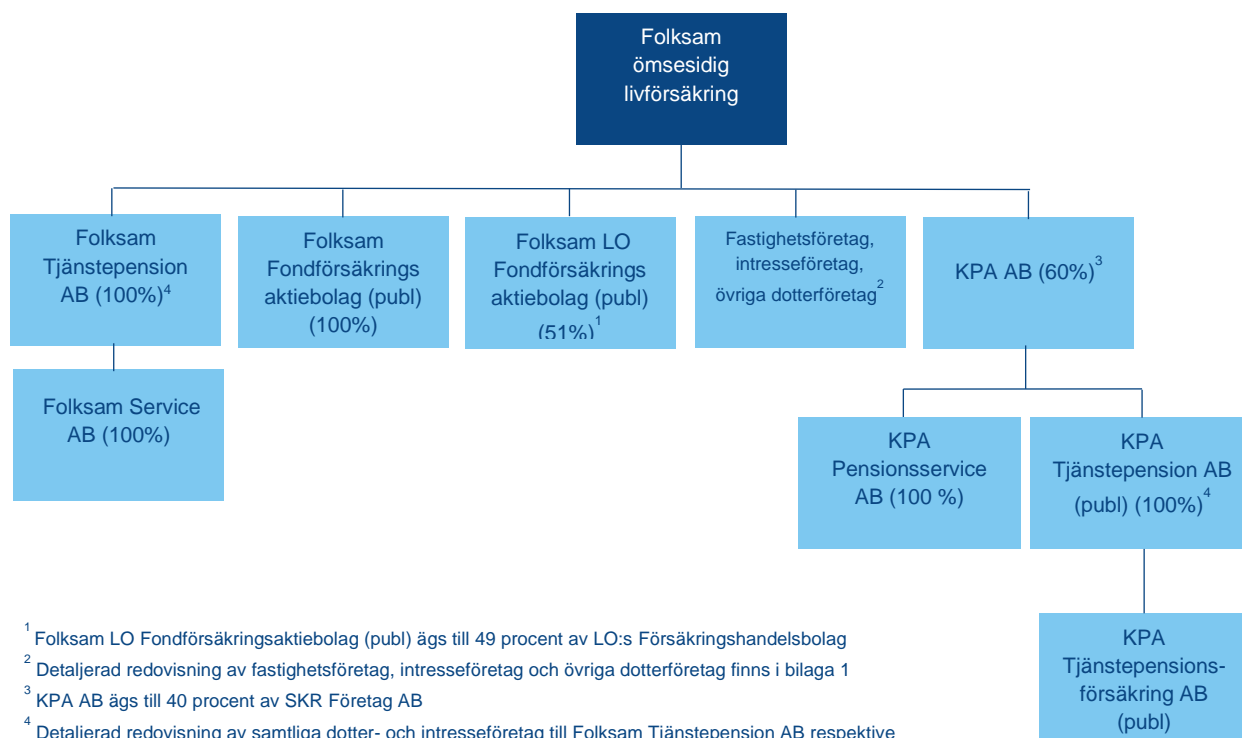 Folksam
ömsesidig
livförsäkring
Folksam
Tjänstepension
AB (100%)4
Folksam
Fondförsäkrings
aktiebolag (publ)
(100%)
Folksam LO
Fondförsäkrings
aktiebolag (publ)
(51%)1
Fastighetsföretag,
intresseföretag,
övriga dotterföretag2
KPA AB (60%)3
Folksam Service
AB (100%)
KPA
Pensionsservice
AB (100 %)
KPA
Tjänstepension AB
(publ) (100%)4
KPA
Tjänstepensions-
försäkring AB
(publ)
1 Folksam LO Fondförsäkringsaktiebolag (publ) ägs till 49 procent av LO:s Försäkringshandelsbolag
2 Detaljerad redovisning av fastighetsföretag, intresseföretag och övriga dotterföretag finns i bilaga 1
3 KPA AB ägs till 40 procent av SKR Företag AB
4 Detaljerad redovisning av samtliga dotter- och intresseföretag till Folksam Tjänstepension AB respektive